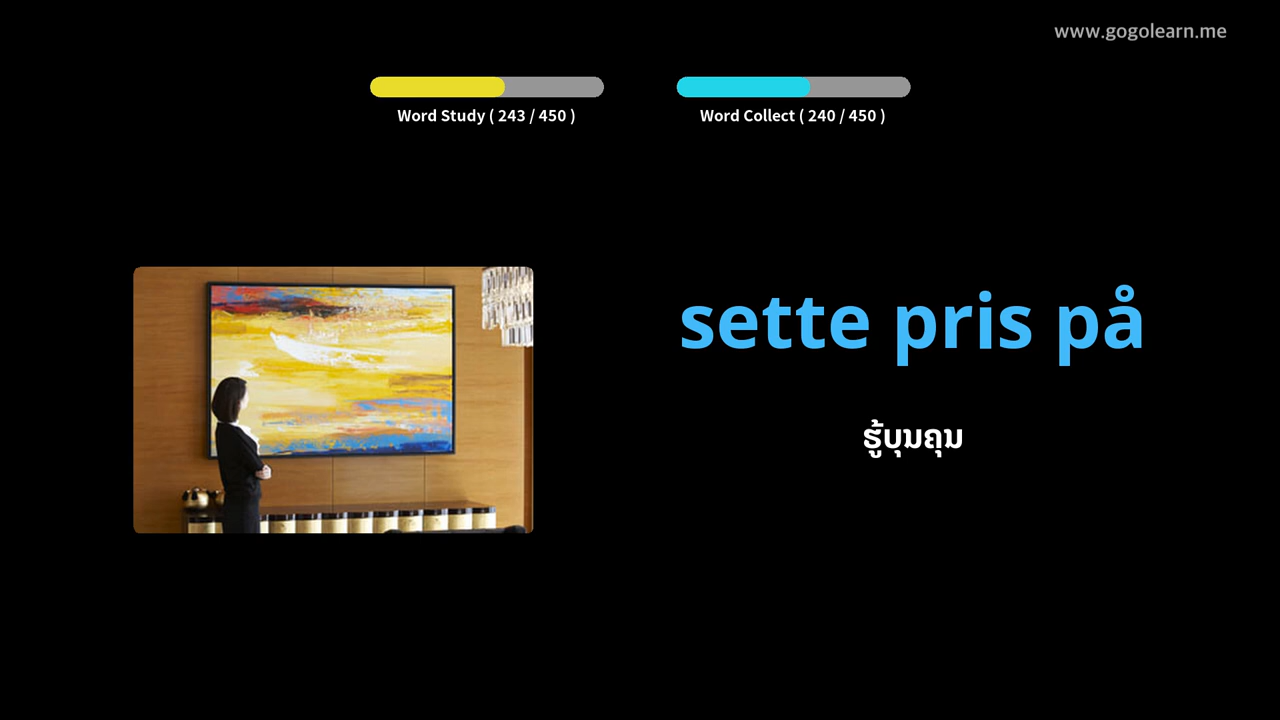 www.gogolearn.me
Word Study ( 243 / 450 )
Word Collect ( 240 / 450 )
sette pris på
ຮູ້ບຸນຄຸນ